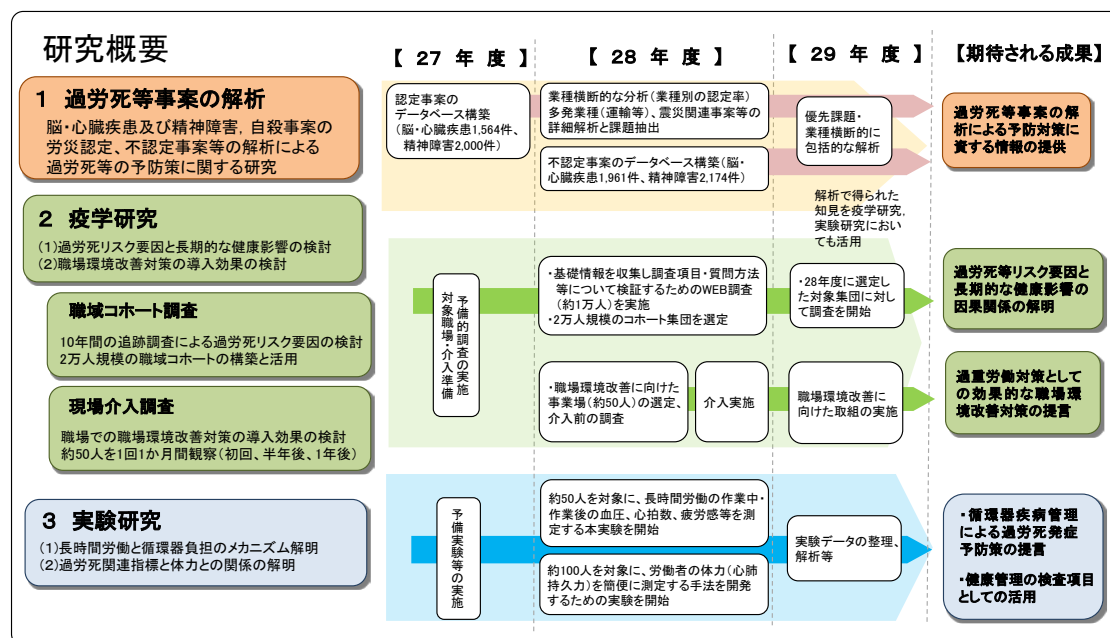 研究概要
【 27 年 度 】
【 28 年 度 】
【 29 年 度 】
【期待される成果】
1 過労死等事案の解析
脳・心臓疾患及び精神障害，自殺事案の
労災認定、不認定事案等の解析による
過労死等の予防策に関する研究
認定事案の
データベース構築
（脳・心臓疾患1,564件、
精神障害2,000件）
業種横断的な分析（業種別の認定率）
多発業種（運輸等）、震災関連事案等の
詳細解析と課題抽出
不認定事案のデータベース構築（脳・
心臓疾患1,961件、精神障害2,174件）
優先課題・
業種横断的に
包括的な解析
過労死等事案の解
析による予防対策に
資する情報の提供
解析で得られた
知見を疫学研究，
実験研究におい
ても活用
2 疫学研究
(1)過労死リスク要因と長期的な健康影響の検討
(2)職場環境改善対策の導入効果の検討
職域コホート調査
10年間の追跡調査による過労死リスク要因の検討
2万人規模の職域コホートの構築と活用
現場介入調査
職場での職場環境改善対策の導入効果の検討
約50人を1回1か月間観察（初回、半年後、1年後）
予備的調査の実施
対象職場・介入準備
・基礎情報を収集し調査項目・質問方法
等について検証するためのWEB調査
（約1万人）を実施
・2万人規模のコホート集団を選定
・28年度に選定し
た対象集団に対し
て調査を開始
過労死等リスク要因と
長期的な健康影響の
因果関係の解明
・職場環境改善に向けた
事業場（約50人）の選定、
介入前の調査
介入実施
職場環境改善に
向けた取組の実施
過重労働対策として
の効果的な職場環
境改善対策の提言
3 実験研究
(1)長時間労働と循環器負担のメカニズム解明
(2)過労死関連指標と体力との関係の解明
予備実験等の実施
約50人を対象に、長時間労働の作業中・
作業後の血圧、心拍数、疲労感等を測
定する本実験を開始
約100人を対象に、労働者の体力（心肺
持久力）を簡便に測定する手法を開発
するための実験を開始
実験データの整理、
解析等
・循環器疾病管理
による過労死発症
予防策の提言
・健康管理の検査項目
としての活用